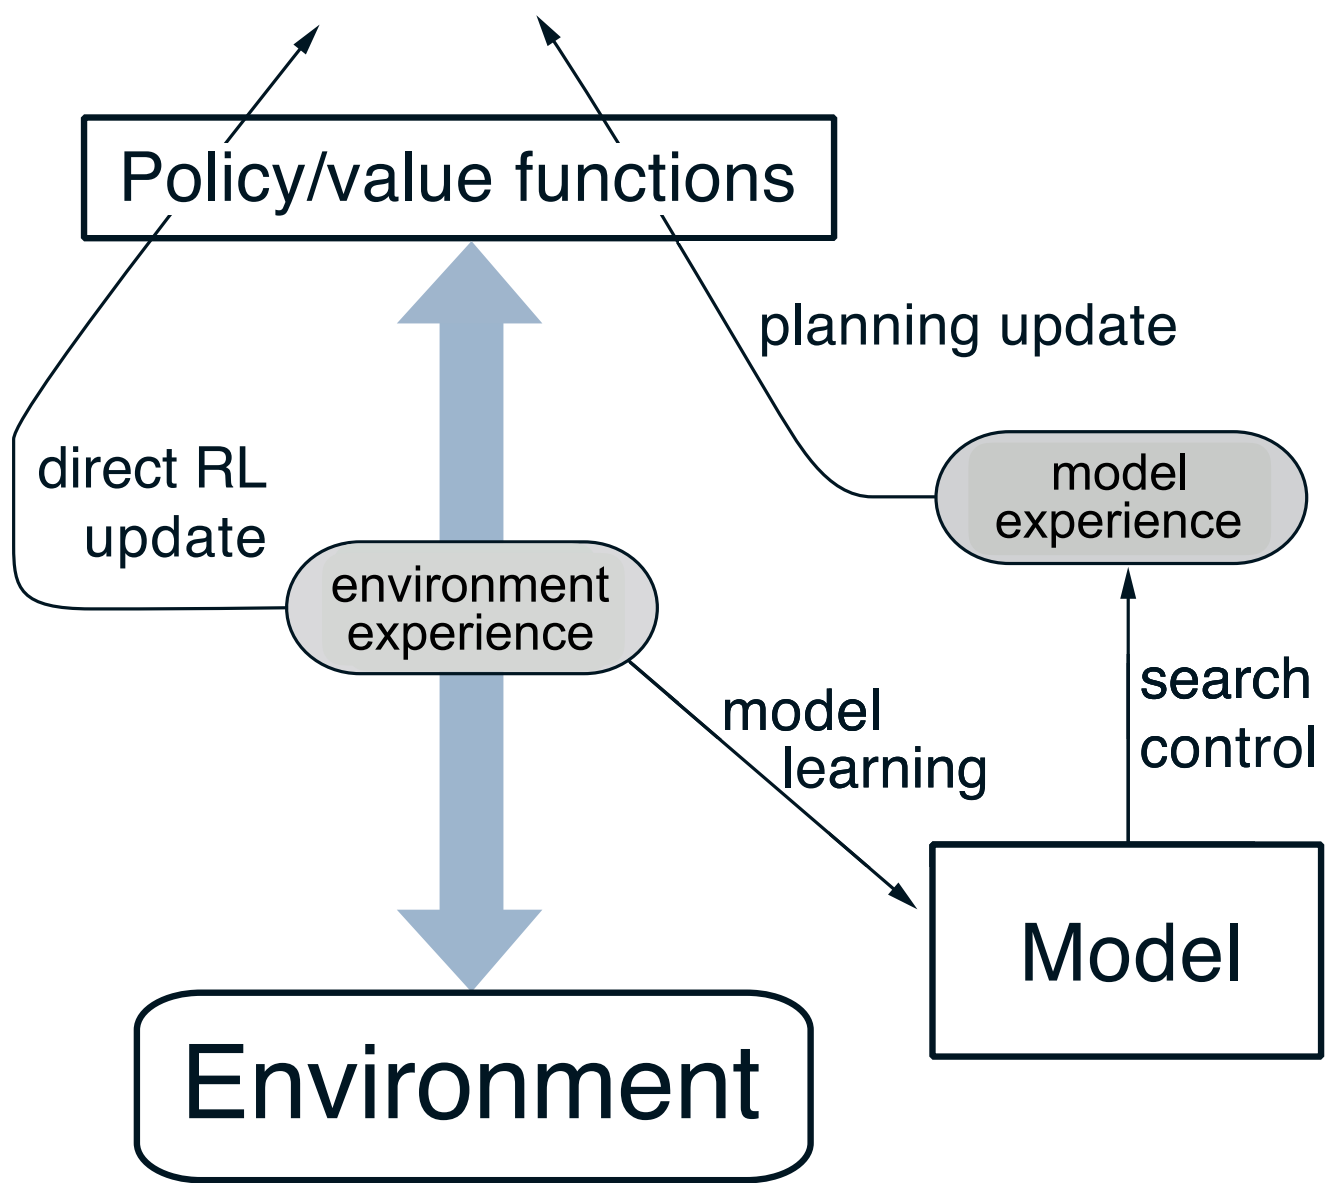 Policy/value functions
planning update
direct RL
update
model
experience
environment
experience
model
learning
search
control
Model
Environment